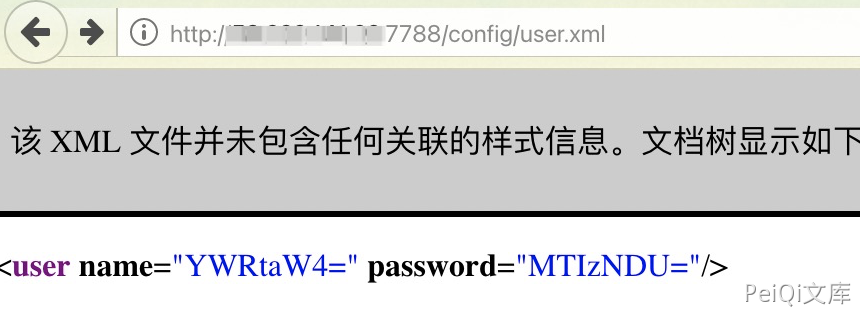 http://7788/config/user.xml
该 XML 文件并未包含任何关联的样式信息。文档树显示如下
<user name="YWRtaW4=" password="MTIzNDU="/>
PeiQi文库